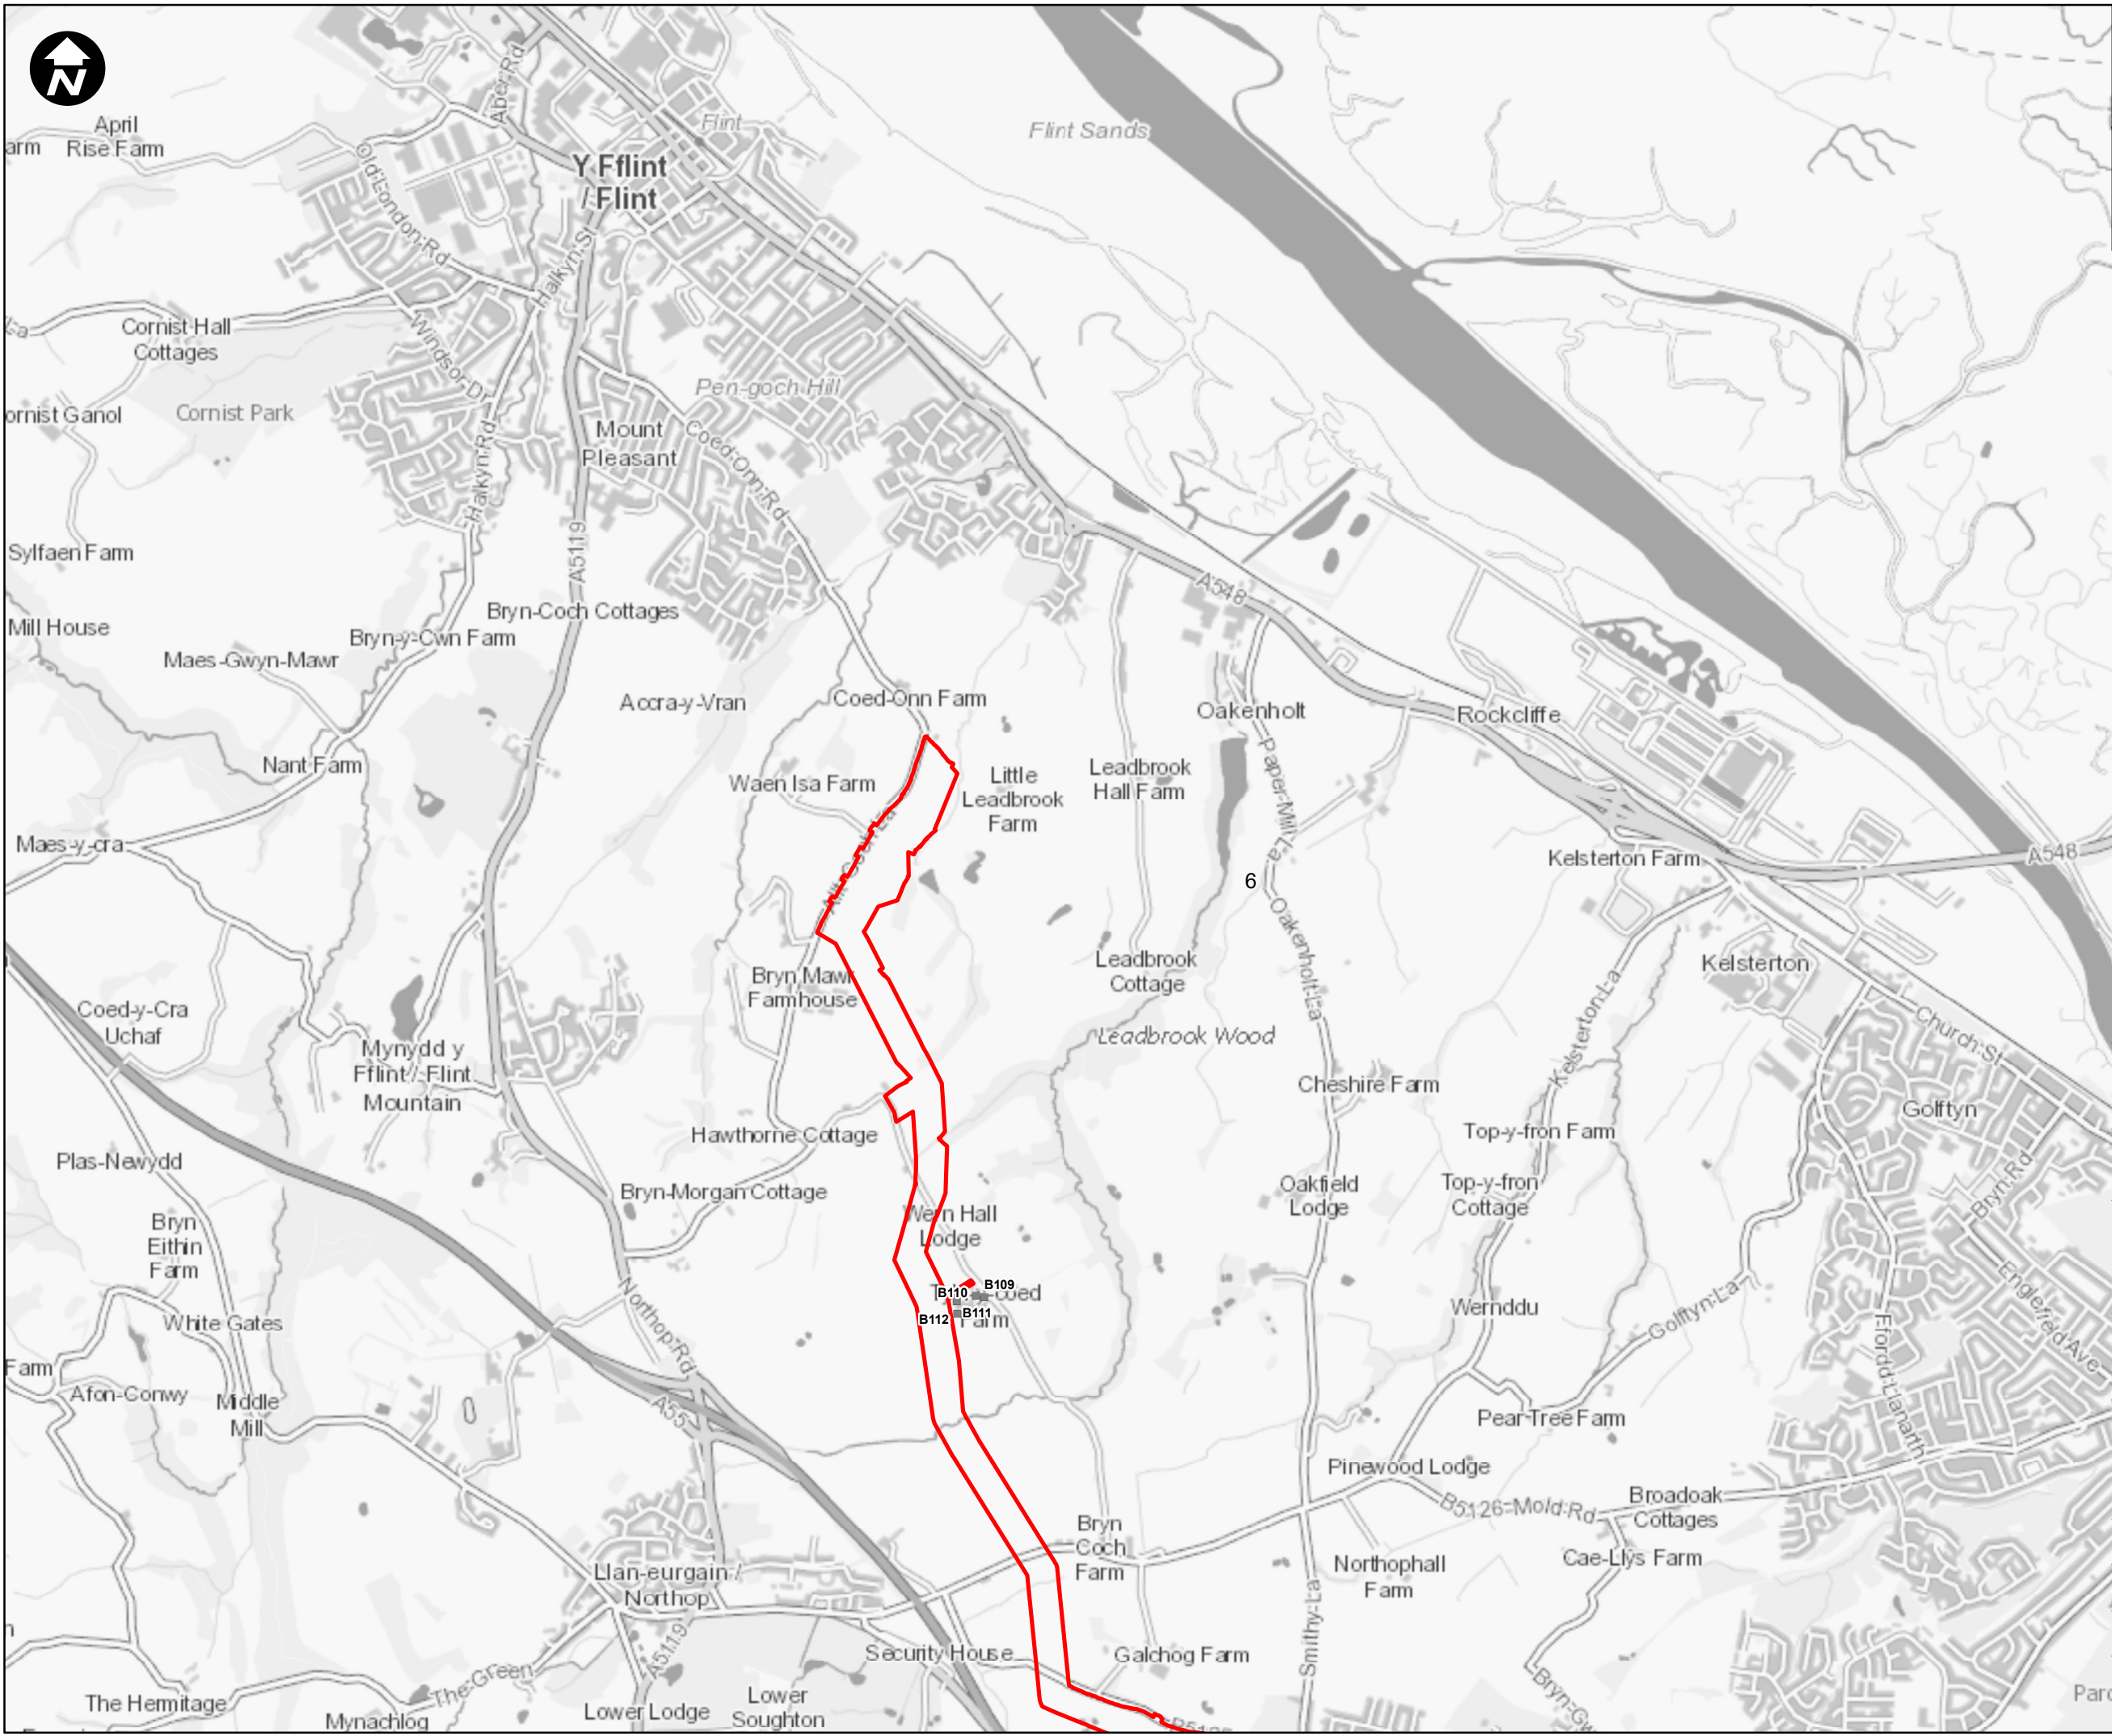 N
April
Rise Farm
arm
Aber Rd
Flint
Flint Sands
Y Fflint
/ Flint
Old London Rd
Halkyn St
Cornist Hall
Cottages
Windsor Dr
Pen-goch Hill
ornist Ganol
Cornist Park
Mount
Pleasant
Coed Onn Rd
Halkyn Rd
A5119
Sylfaen Farm
A548
Bryn-Coch Cottages
Mill House
Bryn-y-Cwn Farm
Maes-Gwyn-Mawr
Accra-y-Vran
Coed-Onn Farm
Oakenholt
Rockcliffe
Nant Farm
Waen Isa Farm
Little
Leadbrook
Farm
Leadbrook
Hall Farm
Paper Mill La
Maes-y-cra
Kelsterton Farm
A548
6
Oakenholt La
Bryn Mawr
Farmhouse
Leadbrook
Cottage
Kelsterton
Coed-y-Cra
Uchaf
Leadbrook Wood
Kelsterton La
Church St
Mynydd y
Fflint / Flint
Mountain
Cheshire Farm
Golftyn
Hawthorne Cottage
Top-y-fron Farm
Plas-Newydd
Bryn-Morgan Cottage
Oakfield
Lodge
Top-y-fron
Cottage
Bryn Rd
Bryn
Eithin
Farm
Wern Hall
Lodge
B109
B110
B111
B112
Farm
Northop Rd
White Gates
Wernddu
Golftyn La
Englefield Ave
Ffordd Llanarth
Farm
Afon-Conwy
Middle
Mill
A55
Pear Tree Farm
Pinewood Lodge
B5126 Mold Rd
Broadoak
Cottages
Bryn
Coch
Farm
Cae-Llys Farm
Northophall
Farm
Llan-eurgain /
Northop
Smithy La
Security House
Galchog Farm
A5119
The Green
The Hermitage
Mynachlog
Lower Lodge
Lower
Soughton